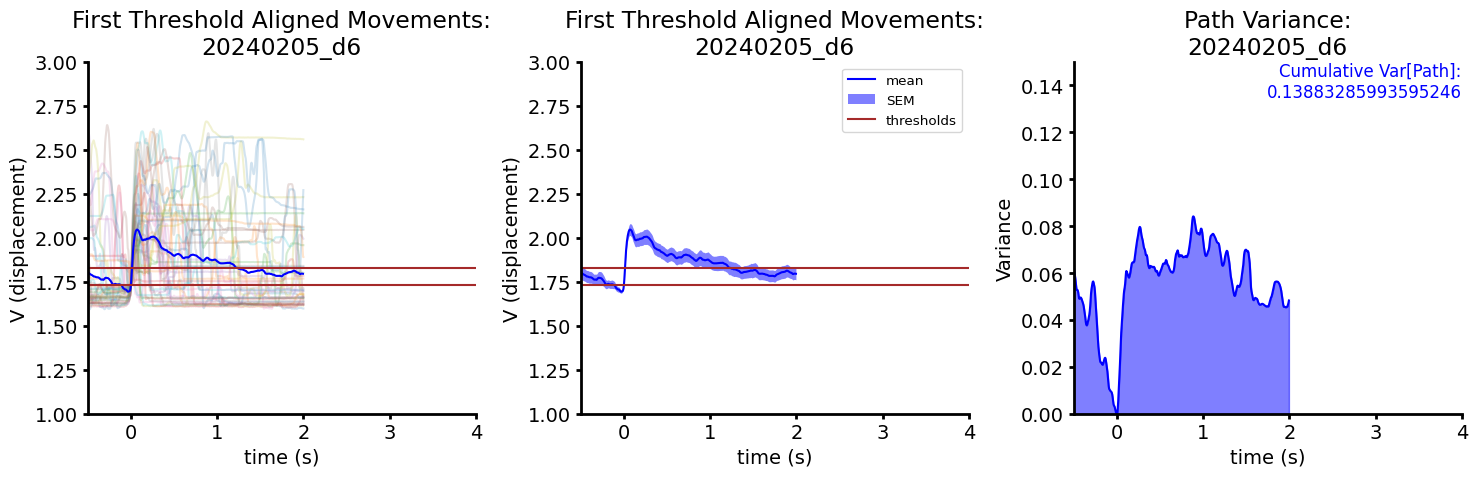 First Threshold Aligned Movements:
20240205_d6
3.00
2.75
2.50
2.25
2.00
1.75
1.50
1.25
1.00
V (displacement)
0
1
2
3
4
time (s)
First Threshold Aligned Movements:
20240205_d6
mean
SEM
thresholds
3.00
2.75
2.50
2.25
2.00
1.75
1.50
1.25
1.00
V (displacement)
0
1
2
3
4
time (s)
Path Variance:
20240205_d6
Cumulative Var[Path]:
0.13883285993595246
0.14
0.12
0.10
0.08
0.06
0.04
0.02
0.00
Variance
0
1
2
3
4
time (s)